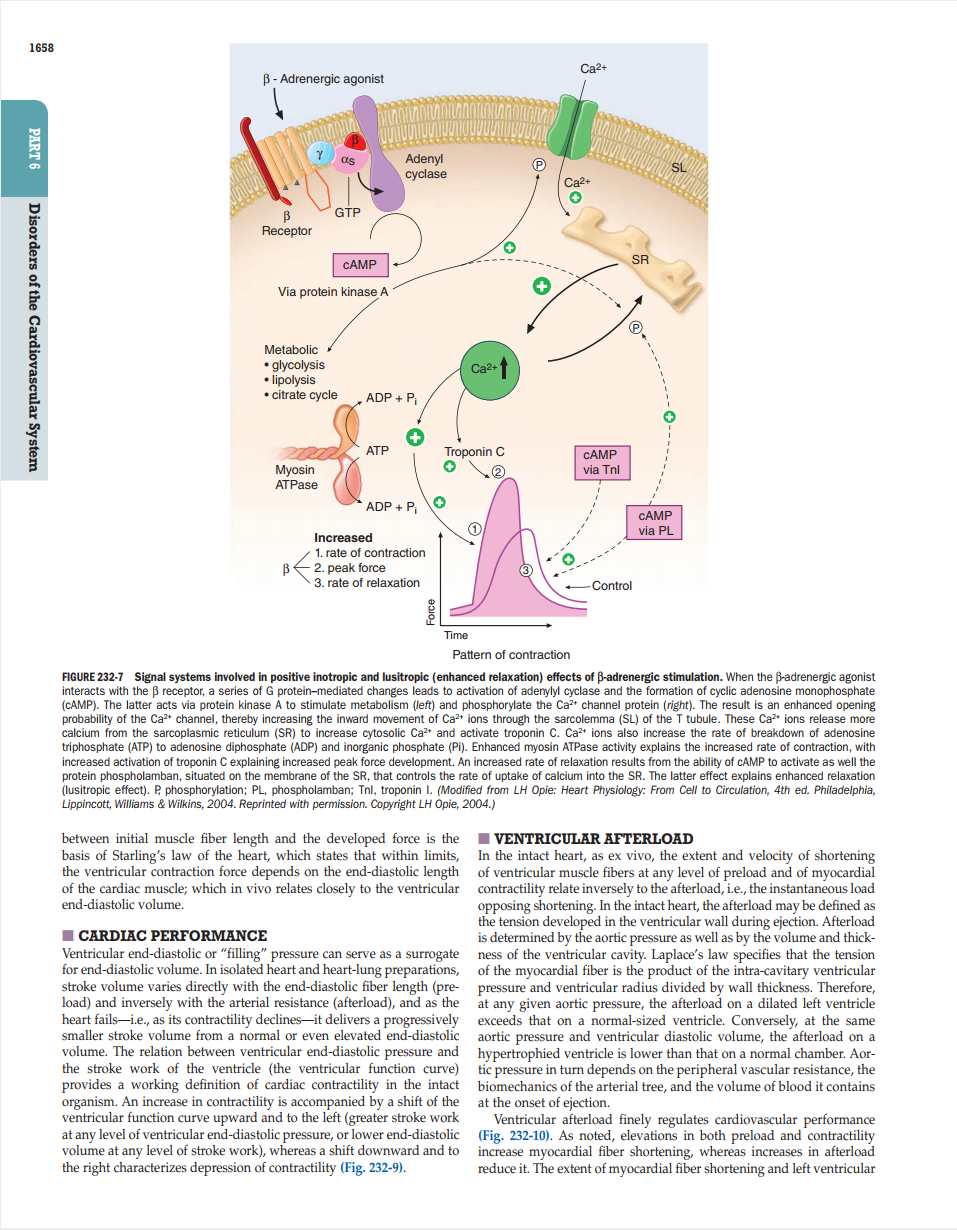 1658
PART 6
Disorders of the Cardiovascular System
β - Adrenergic agonist
Ca2+
γ
β
αs
Adenyl
cyclase
P
SL
Ca2+
GTP
β
Receptor
cAMP
SR
Via protein kinase A
P
Metabolic
• glycolysis
• lipolysis
• citrate cycle
Ca2+
ADP + Pi
ATP
Troponin C
cAMP
via TnI
Myosin
ATPase
2
ADP + Pi
cAMP
via PL
1
Increased
1. rate of contraction
β
2. peak force
3. rate of relaxation
3
Control
Force
Time
Pattern of contraction
FIGURE 232-7 Signal systems involved in positive inotropic and lusitropic (enhanced relaxation) effects of β-adrenergic stimulation. When the β-adrenergic agonist
interacts with the β receptor, a series of G protein–mediated changes leads to activation of adenylyl cyclase and the formation of cyclic adenosine monophosphate
(cAMP). The latter acts via protein kinase A to stimulate metabolism (left) and phosphorylate the Ca2+ channel protein (right). The result is an enhanced opening
probability of the Ca2+ channel, thereby increasing the inward movement of Ca2+ ions through the sarcolemma (SL) of the T tubule. These Ca2+ ions release more
calcium from the sarcoplasmic reticulum (SR) to increase cytosolic Ca2+ and activate troponin C. Ca2+ ions also increase the rate of breakdown of adenosine
triphosphate (ATP) to adenosine diphosphate (ADP) and inorganic phosphate (Pi). Enhanced myosin ATPase activity explains the increased rate of contraction, with
increased activation of troponin C explaining increased peak force development. An increased rate of relaxation results from the ability of cAMP to activate as well the
protein phospholamban, situated on the membrane of the SR, that controls the rate of uptake of calcium into the SR. The latter effect explains enhanced relaxation
(lusitropic effect). P, phosphorylation; PL, phospholamban; TnI, troponin I. (Modified from LH Opie: Heart Physiology: From Cell to Circulation, 4th ed. Philadelphia,
Lippincott, Williams & Wilkins, 2004. Reprinted with permission. Copyright LH Opie, 2004.)
between initial muscle fiber length and the developed force is the
basis of Starling's law of the heart, which states that within limits,
the ventricular contraction force depends on the end-diastolic length
of the cardiac muscle; which in vivo relates closely to the ventricular
end-diastolic volume.
CARDIAC PERFORMANCE
Ventricular end-diastolic or “filling” pressure can serve as a surrogate
for end-diastolic volume. In isolated heart and heart-lung preparations,
stroke volume varies directly with the end-diastolic fiber length (pre-
load) and inversely with the arterial resistance (afterload), and as the
heart fails—i.e., as its contractility declines—it delivers a progressively
smaller stroke volume from a normal or even elevated end-diastolic
volume. The relation between ventricular end-diastolic pressure and
the stroke work of the ventricle (the ventricular function curve)
provides a working definition of cardiac contractility in the intact
organism. An increase in contractility is accompanied by a shift of the
ventricular function curve upward and to the left (greater stroke work
at any level of ventricular end-diastolic pressure, or lower end-diastolic
volume at any level of stroke work), whereas a shift downward and to
the right characterizes depression of contractility (Fig. 232-9).
VENTRICULAR AFTERLOAD
In the intact heart, as ex vivo, the extent and velocity of shortening
of ventricular muscle fibers at any level of preload and of myocardial
contractility relate inversely to the afterload, i.e., the instantaneous load
opposing shortening. In the intact heart, the afterload may be defined as
the tension developed in the ventricular wall during ejection. Afterload
is determined by the aortic pressure as well as by the volume and thick-
ness of the ventricular cavity. Laplace's law specifies that the tension
of the myocardial fiber is the product of the intra-cavitary ventricular
pressure and ventricular radius divided by wall thickness. Therefore,
at any given aortic pressure, the afterload on a dilated left ventricle
exceeds that on a normal-sized ventricle. Conversely, at the same
aortic pressure and ventricular diastolic volume, the afterload on a
hypertrophied ventricle is lower than that on a normal chamber. Aor-
tic pressure in turn depends on the peripheral vascular resistance, the
biomechanics of the arterial tree, and the volume of blood it contains
at the onset of ejection.
Ventricular afterload finely regulates cardiovascular performance
(Fig. 232-10). As noted, elevations in both preload and contractility
increase myocardial fiber shortening, whereas increases in afterload
reduce it. The extent of myocardial fiber shortening and left ventricular